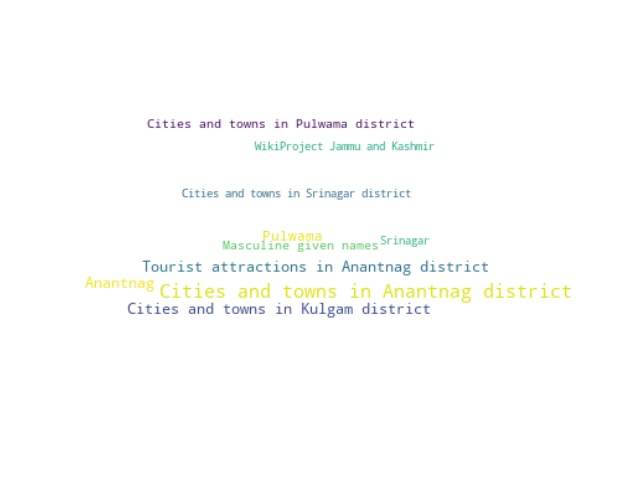 Cities and towns in Pulwama district
WikiProject Jammu and Kashmir
Cities and towns in Srinagar district
Pulwama
Srinagar
Masculine given names
Tourist attractions in Anantnag district
Anantnag
Cities and towns in Anantnag district
Cities and towns in Kulgam district